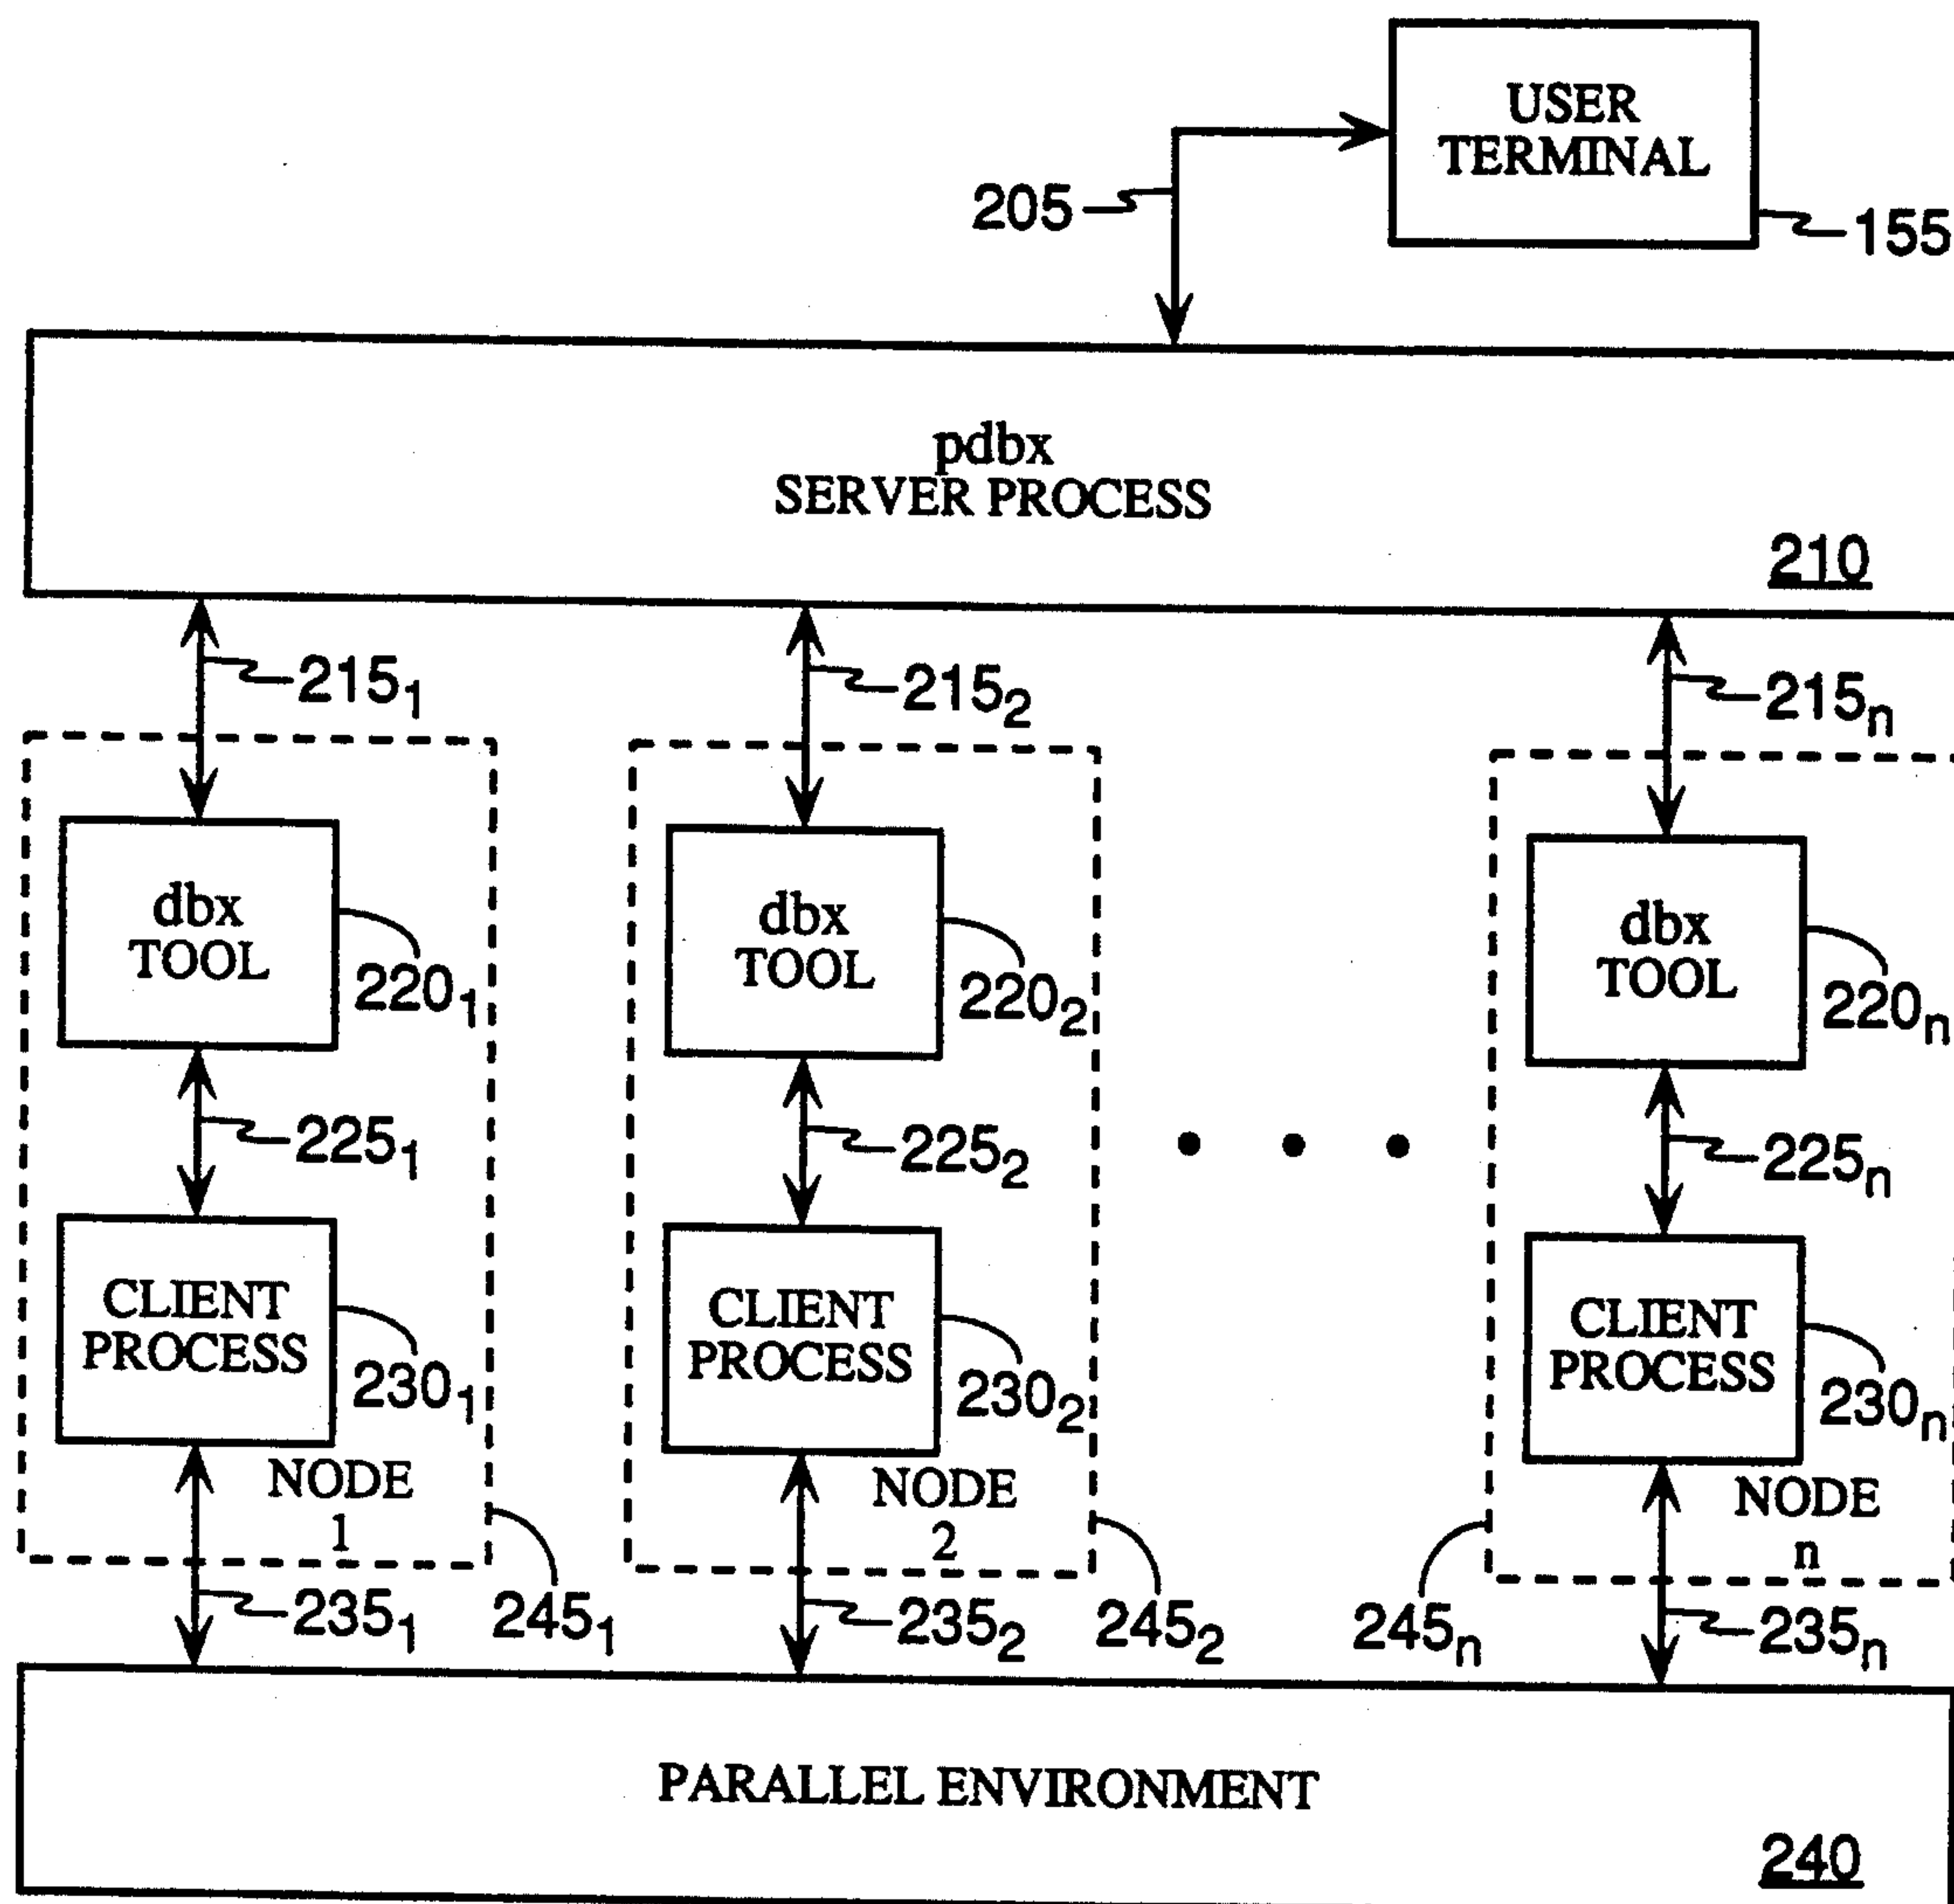 USER
TERMINAL
205
155
pdbx
SERVER PROCESS
210
215₁
215₂
215ₙ
dbx
TOOL
220₁
dbx
TOOL
220₂
dbx
TOOL
220ₙ
225₁
225₂
225ₙ
CLIENT
PROCESS
230₁
CLIENT
PROCESS
230₂
CLIENT
PROCESS
230ₙ
NODE
1
NODE
2
NODE
n
235₁
245₁
235₂
245₂
245ₙ
235ₙ
PARALLEL ENVIRONMENT
240